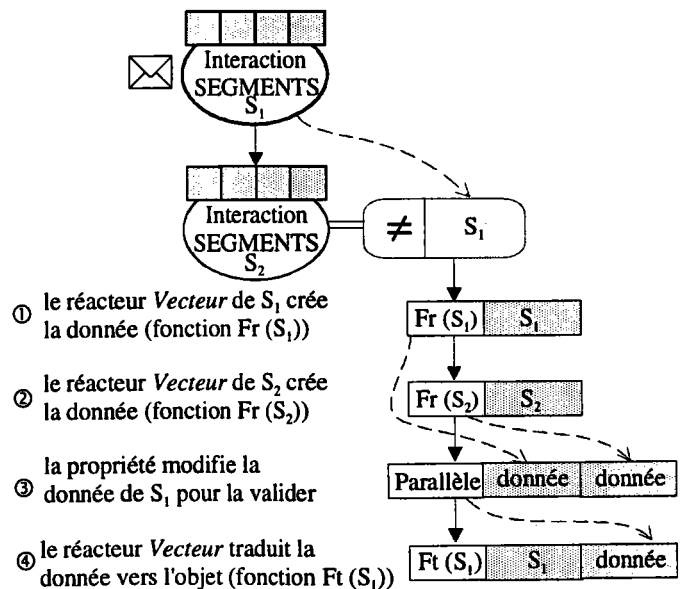 Interaction
SEGMENTS
S₁
Interaction
SEGMENTS
S₂
≠ S₁
① le réacteur Vecteur de S₁ crée
la donnée (fonction Fr (S₁))
Fr (S₁) S₁
② le réacteur Vecteur de S₂ crée
la donnée (fonction Fr (S₂))
Fr (S₂) S₂
③ la propriété modifie la
donnée de S₁ pour la valider
Parallèle donnée donnée
④ le réacteur Vecteur traduit la
donnée vers l'objet (fonction Ft (S₁))
Ft (S₁) S₁ donnée